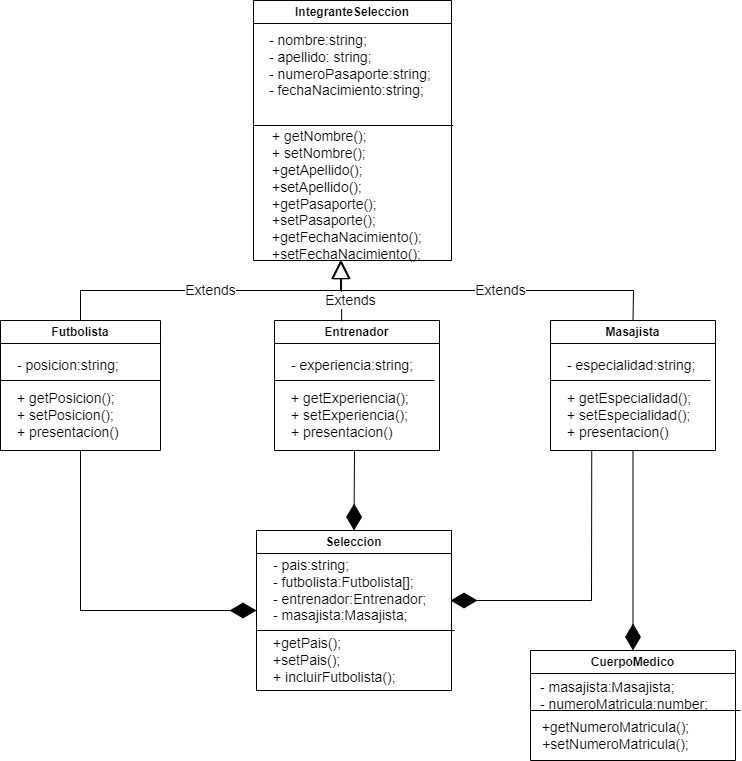 IntegranteSeleccion
- nombre:string;
- apellido: string;
- numeroPasaporte:string;
- fechaNacimiento:string;
+ getNombre();
+ setNombre();
+getApellido();
+setApellido();
+getPasaporte();
+setPasaporte();
+getFechaNacimiento();
+setFechaNacimiento();
Extends
Extends
Extends
Futbolista
- posicion:string;
+ getPosicion();
+ setPosicion();
+ presentacion()
Entrenador
- experiencia:string;
+ getExperiencia();
+ setExperiencia();
+ presentacion()
Masajista
- especialidad:string;
+ getEspecialidad();
+ setEspecialidad();
+ presentacion()
Seleccion
- pais:string;
- futbolista:Futbolista[];
- entrenador:Entrenador;
- masajista:Masajista;
+getPais();
+setPais();
+ incluirFutbolista();
CuerpoMedico
- masajista:Masajista;
- numeroMatricula:number;
+getNumeroMatricula();
+setNumeroMatricula();